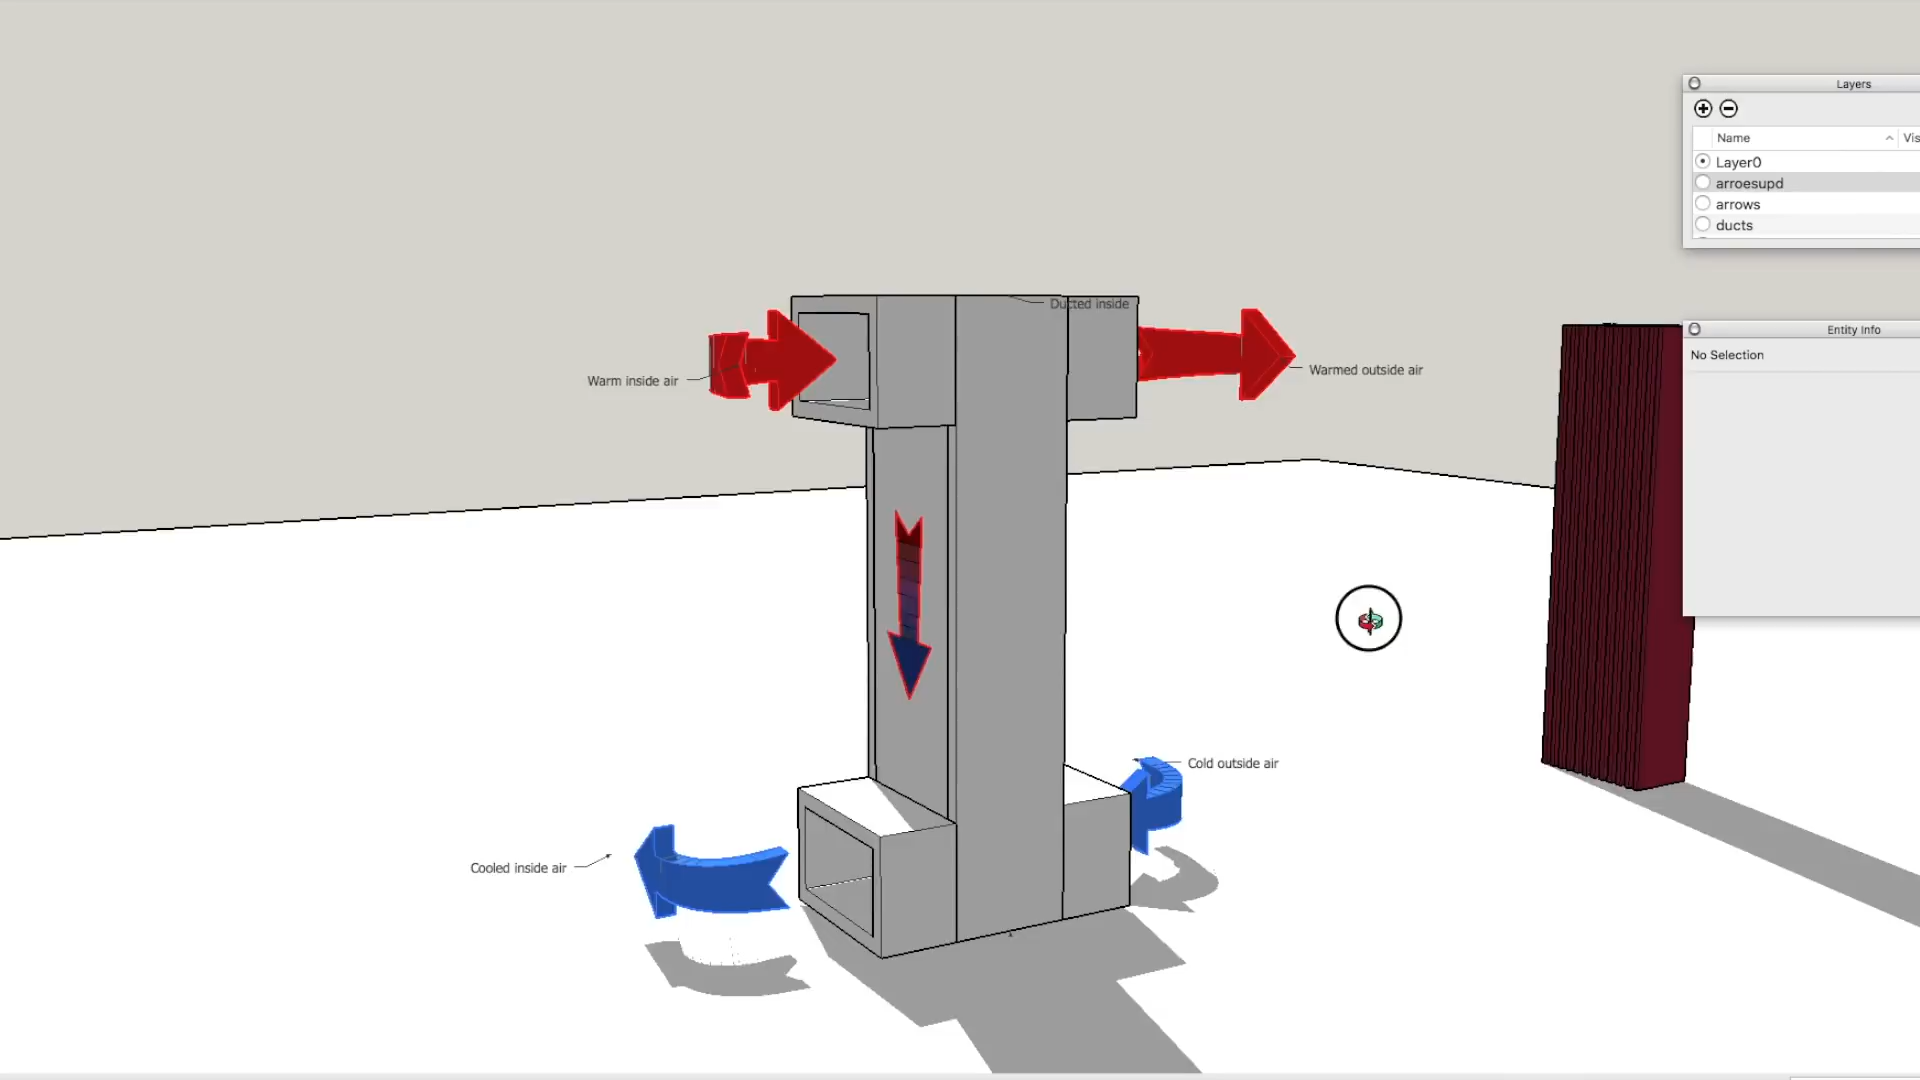 Layers
Name
Vis
Layer0
arroesupd
arrows
ducts
Ducted inside
Entity Info
No Selection
Warm inside air
Warmed outside air
Cold outside air
Cooled inside air